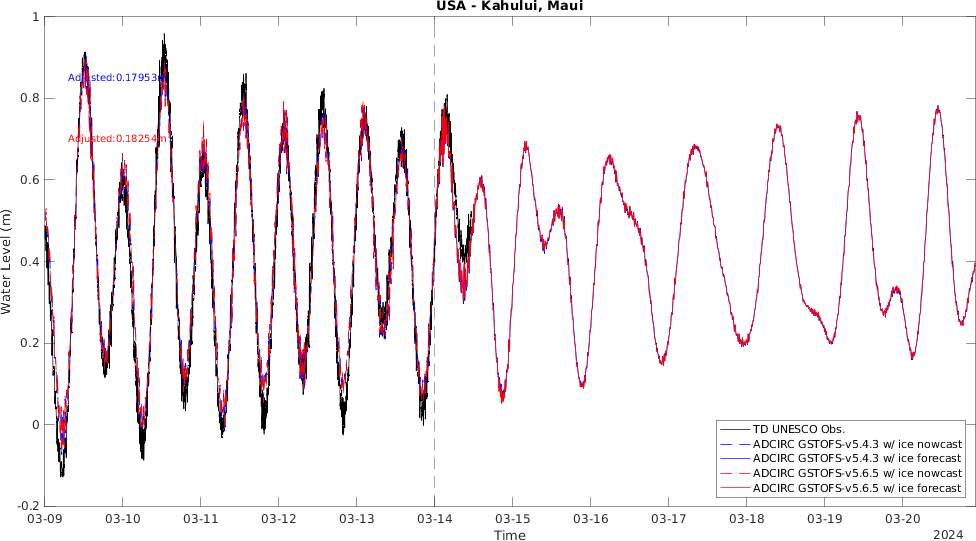 USA - Kahului, Maui
1
0.8
0.6
0.4
0.2
0
-0.2
Water Level (m)
Adjusted:0.17953m
Adjusted:0.18254m
TD UNESCO Obs.
ADCIRC GSTOFS-v5.4.3 w/ ice nowcast
ADCIRC GSTOFS-v5.4.3 w/ ice forecast
ADCIRC GSTOFS-v5.6.5 w/ ice nowcast
ADCIRC GSTOFS-v5.6.5 w/ ice forecast
03-09 03-10 03-11 03-12 03-13 03-14 03-15 03-16 03-17 03-18 03-19 03-20
Time
2024